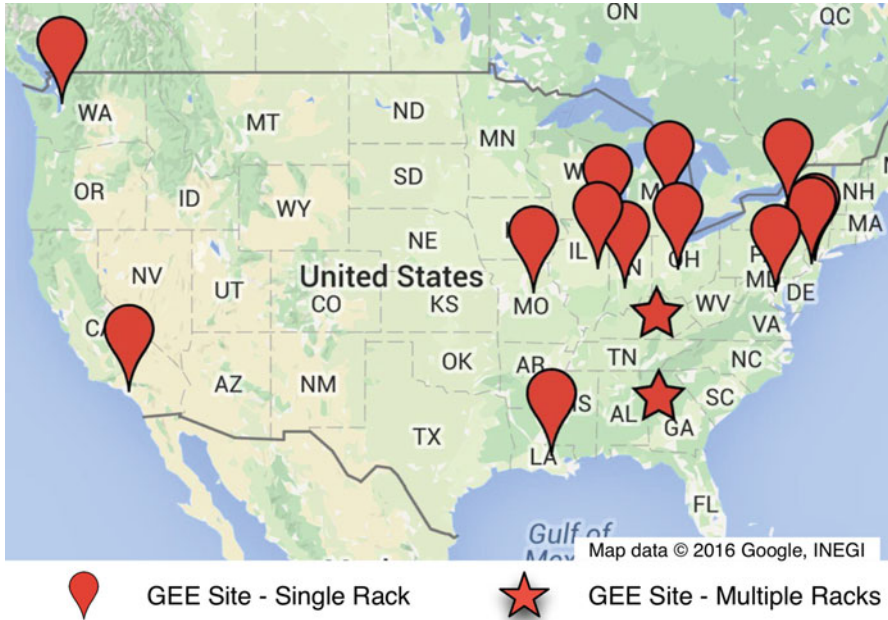 ON
QC
WA
MT
ND
MN
OR
ID
SD
W
M
NH
WY
MA
NE
IL
N
OH
NV
United States
MD
DE
UT
CO
KS
MO
WV
CA
VA
OK
TN
NC
AZ
NM
AR
SC
MS
AL
GA
TX
LA
FL
Gulf of
Map data © 2016 Google, INEGI
GEE Site - Single Rack
GEE Site - Multiple Racks